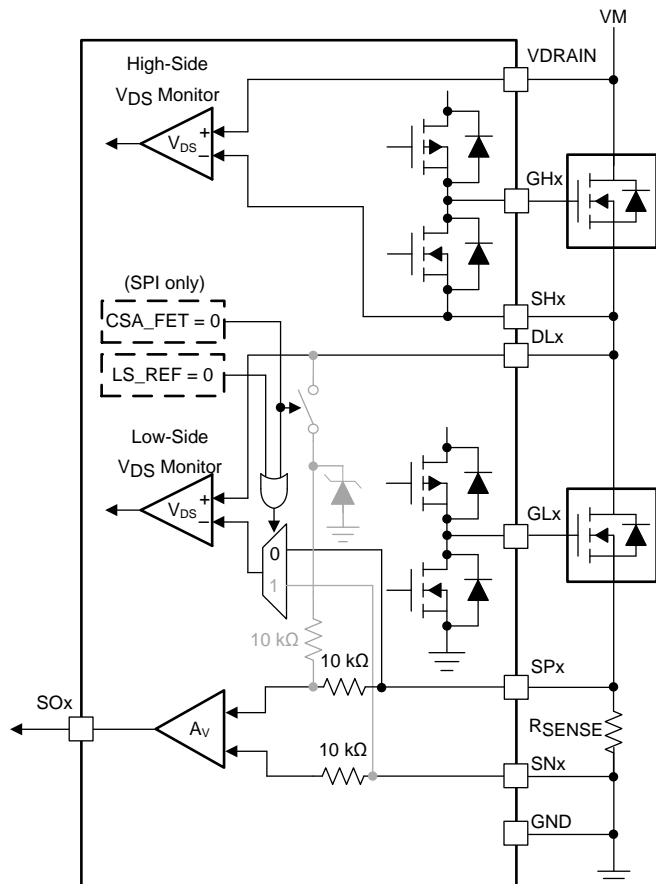 VM
High-Side
VDS Monitor
VDRAIN
+
VDS
–
GHx
(SPI only)
CSA_FET = 0
SHx
DLx
LS_REF = 0
Low-Side
VDS Monitor
+
VDS
–
GLx
0
1
10 kΩ
10 kΩ
SPx
SOx
AV
RSENSE
10 kΩ
SNx
GND